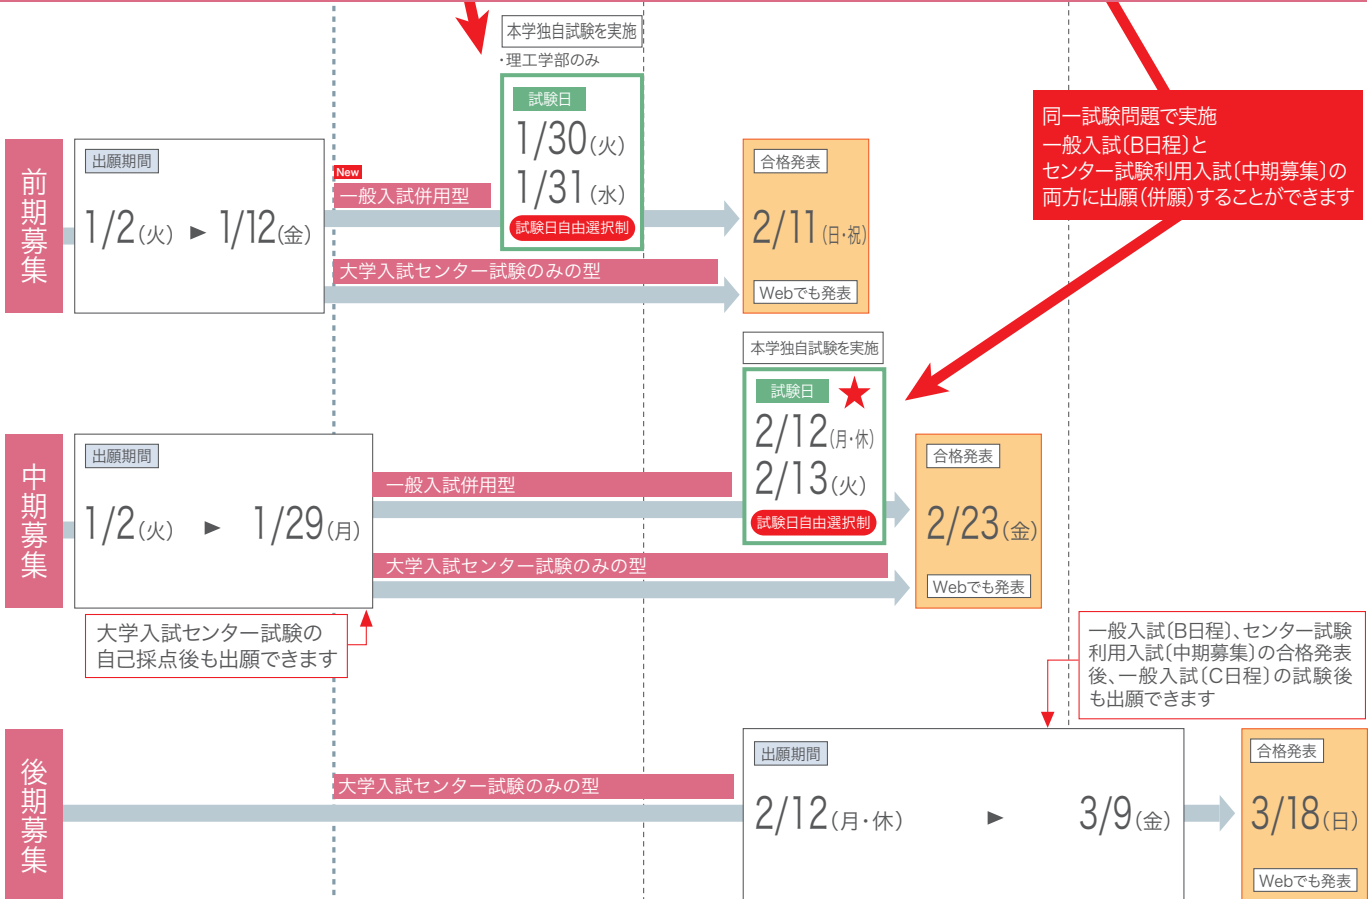 本学独自試験を実施
・理工学部のみ
試験日
1/30(火)
1/31(水)
試験日自由選択制
同一試験問題で実施
一般入試〔B日程〕と
センター試験利用入試〔中期募集〕の
両方に出願(併願)することができます
前期募集
出願期間
1/2(火) ► 1/12(金)
New
一般入試併用型
大学入試センター試験のみの型
合格発表
2/11(日・祝)
Webでも発表
本学独自試験を実施
試験日 ★
2/12(月・休)
2/13(火)
試験日自由選択制
中期募集
出願期間
1/2(火) ► 1/29(月)
一般入試併用型
大学入試センター試験のみの型
合格発表
2/23(金)
Webでも発表
大学入試センター試験の
自己採点後も出願できます
一般入試〔B日程〕、センター試験
利用入試〔中期募集〕の合格発表
後、一般入試〔C日程〕の試験後
も出願できます
後期募集
大学入試センター試験のみの型
出願期間
2/12(月・休) ► 3/9(金)
合格発表
3/18(日)
Webでも発表